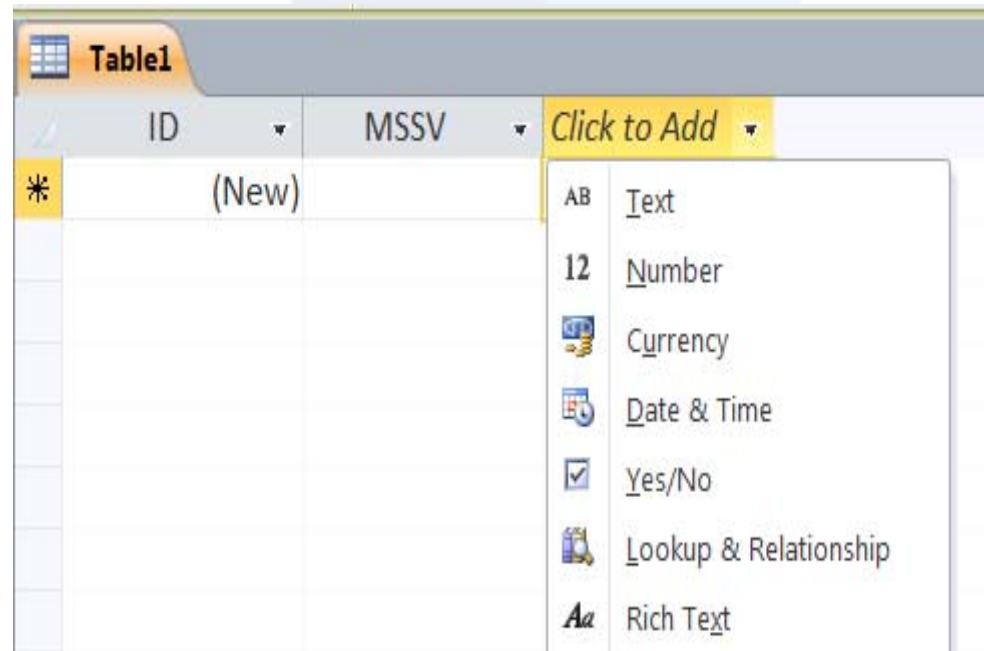 Table1
ID MSSV Click to Add
(New)
AB Text
12 Number
Currency
Date & Time
Yes/No
Lookup & Relationship
Aa Rich Text